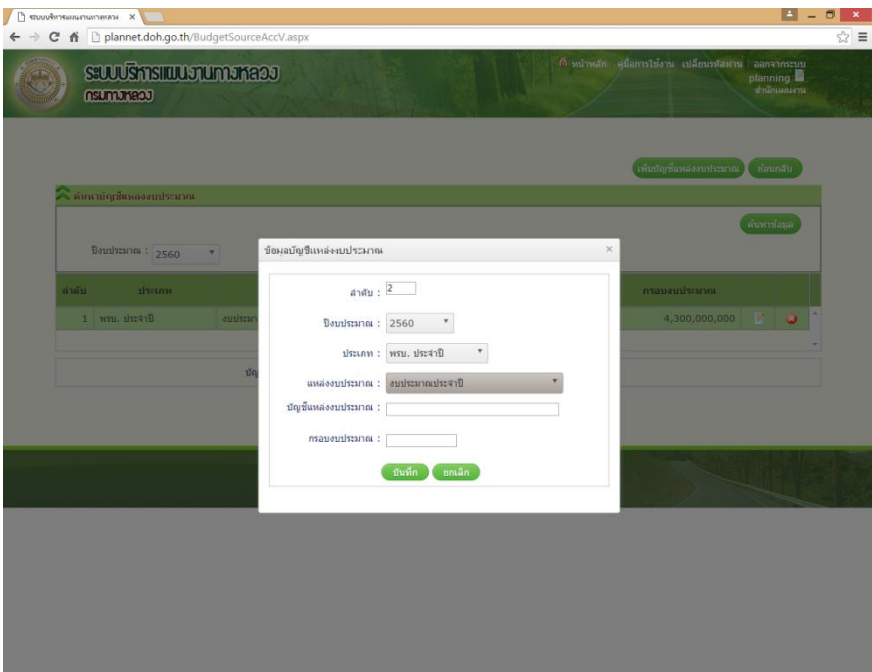 ระบบบริหารแผนงานทางหลวง
plannet.doh.go.th/BudgetSourceAccV.aspx
ระบบบริหารแผนงานทางหลวง
กรมทางหลวง
หน้าหลัก คู่มือการใช้งาน เปลี่ยนรหัสผ่าน ออกจากระบบ
planning
สำนักแผนงาน
เพิ่มบัญชีแหล่งงบประมาณ ย้อนกลับ
ค้นหาบัญชีแหล่งงบประมาณ
ค้นหาข้อมูล
ปีงบประมาณ : 2560
ลำดับ ประเภท กรอบงบประมาณ
1 พรบ. ประจำปี งบประมา 4,300,000,000
บัญ
ข้อมูลบัญชีแหล่งงบประมาณ ×
ลำดับ : 2
ปีงบประมาณ : 2560
ประเภท : พรบ. ประจำปี
แหล่งงบประมาณ : งบประมาณประจำปี
บัญชีแหล่งงบประมาณ :
กรอบงบประมาณ :
บันทึก ยกเลิก